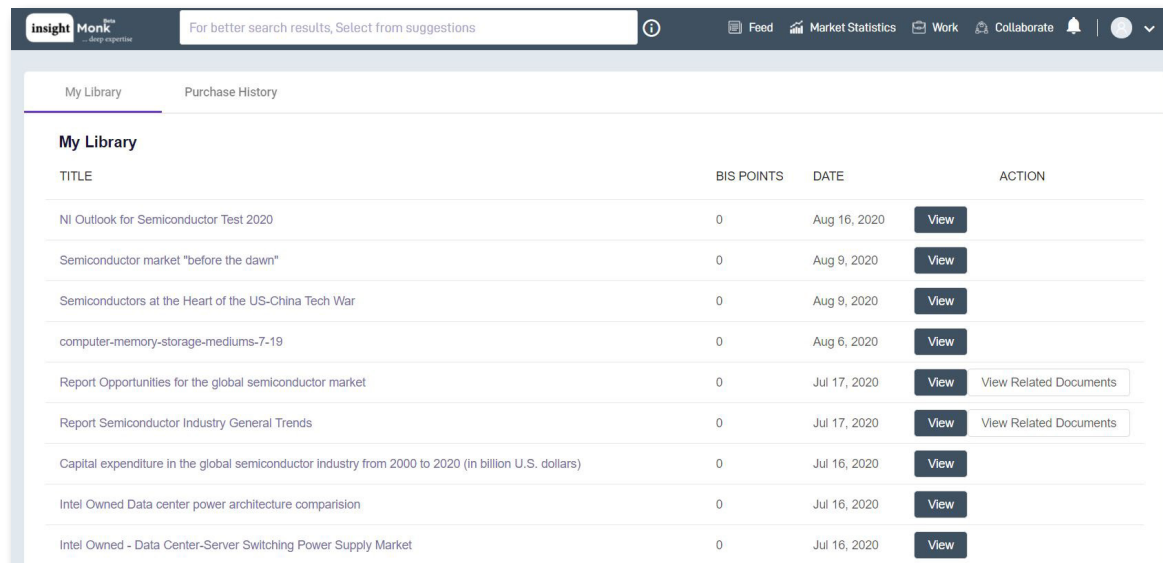 insight Monk Beta
... deep expertise
For better search results, Select from suggestions
Feed Market Statistics Work Collaborate
My Library Purchase History
My Library
TITLE BIS POINTS DATE ACTION
NI Outlook for Semiconductor Test 2020 0 Aug 16, 2020 View
Semiconductor market "before the dawn" 0 Aug 9, 2020 View
Semiconductors at the Heart of the US-China Tech War 0 Aug 9, 2020 View
computer-memory-storage-mediums-7-19 0 Aug 6, 2020 View
Report Opportunities for the global semiconductor market 0 Jul 17, 2020 View View Related Documents
Report Semiconductor Industry General Trends 0 Jul 17, 2020 View View Related Documents
Capital expenditure in the global semiconductor industry from 2000 to 2020 (in billion U.S. dollars) 0 Jul 16, 2020 View
Intel Owned Data center power architecture comparision 0 Jul 16, 2020 View
Intel Owned - Data Center-Server Switching Power Supply Market 0 Jul 16, 2020 View